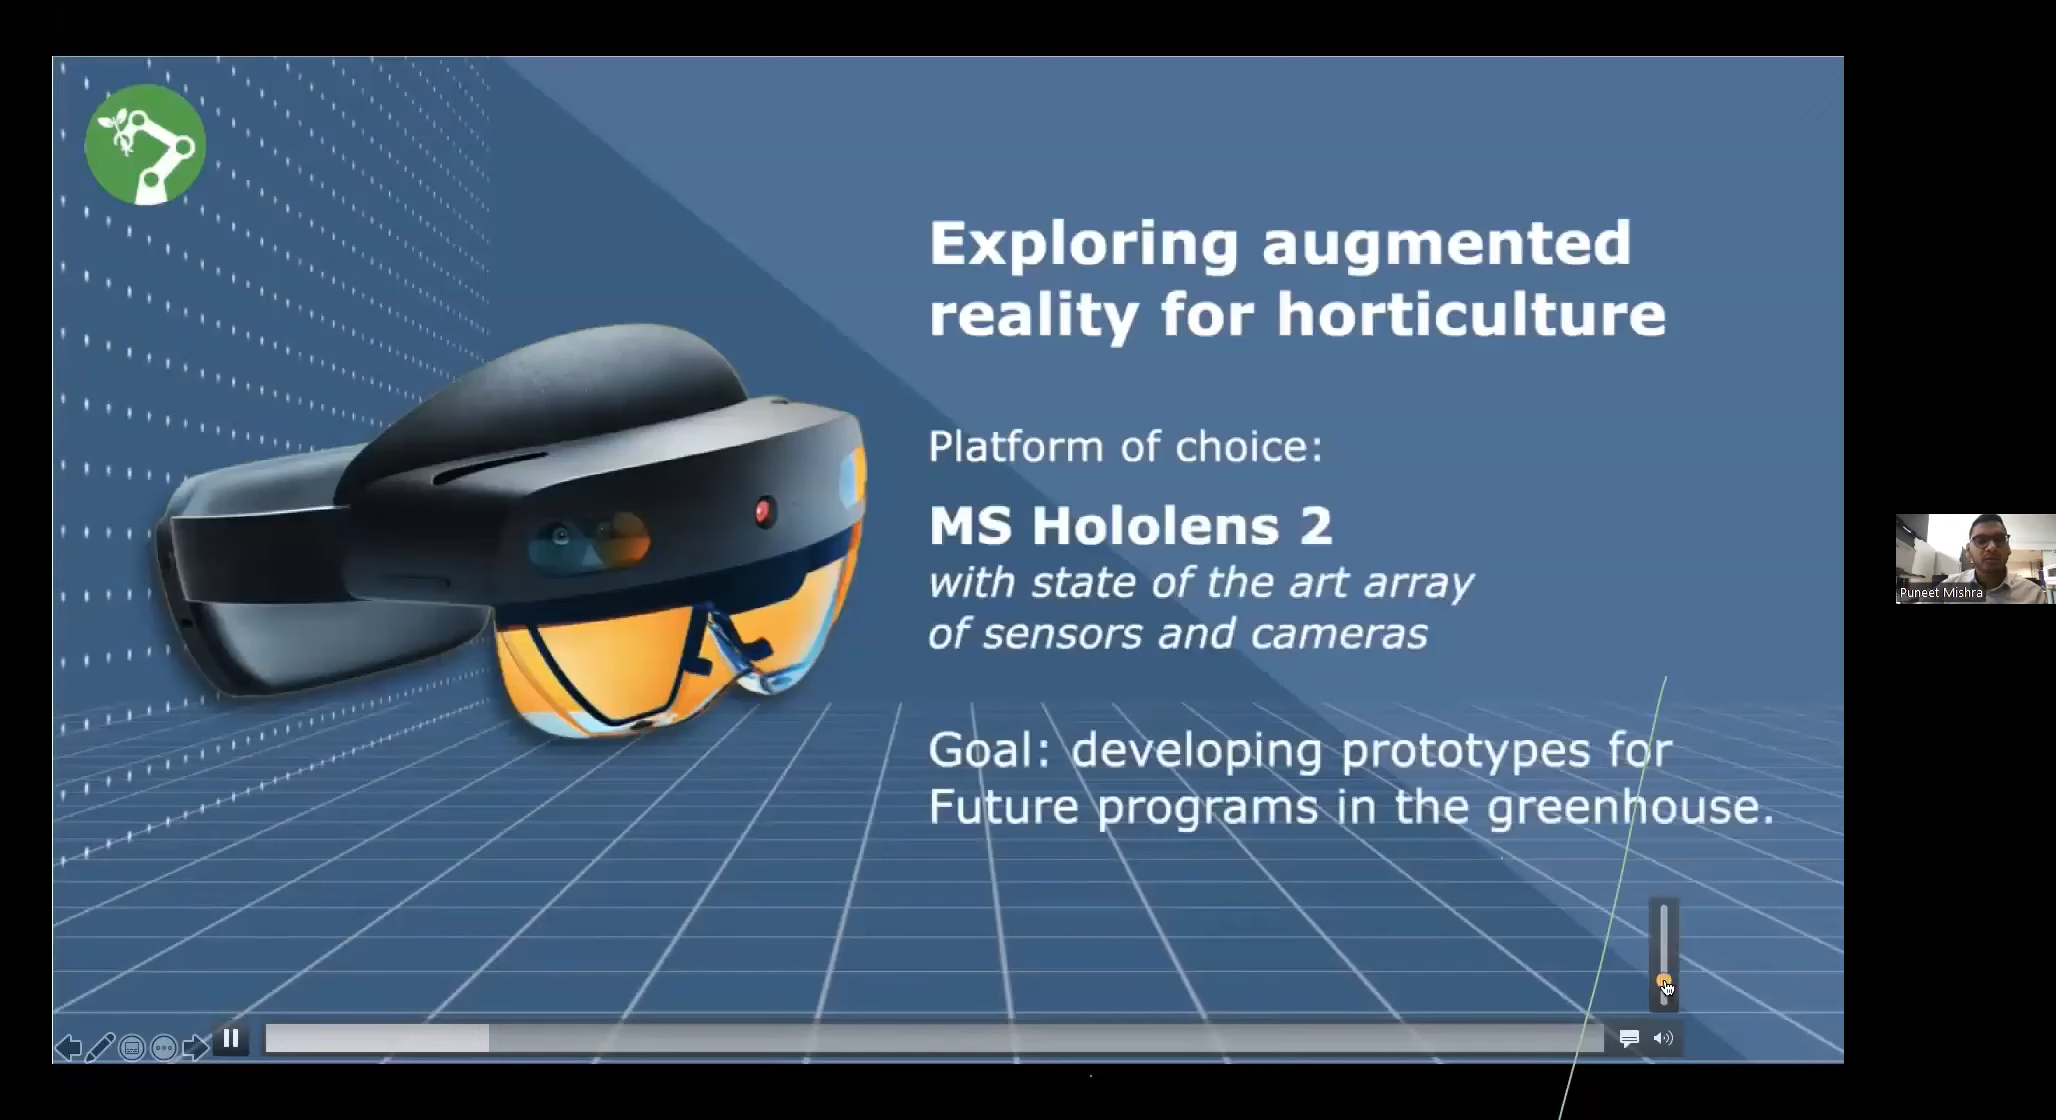 Exploring augmented
reality for horticulture
Platform of choice:
MS Hololens 2
with state of the art array
of sensors and cameras
Goal: developing prototypes for
Future programs in the greenhouse.
Puneet Mishra